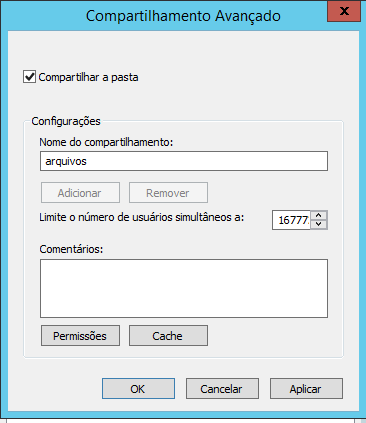 Compartilhamento Avançado
x
Compartilhar a pasta
Configurações
Nome do compartilhamento:
arquivos
Adicionar Remover
Limite o número de usuários simultâneos a: 16777
Comentários:
Permissões Cache
OK Cancelar Aplicar